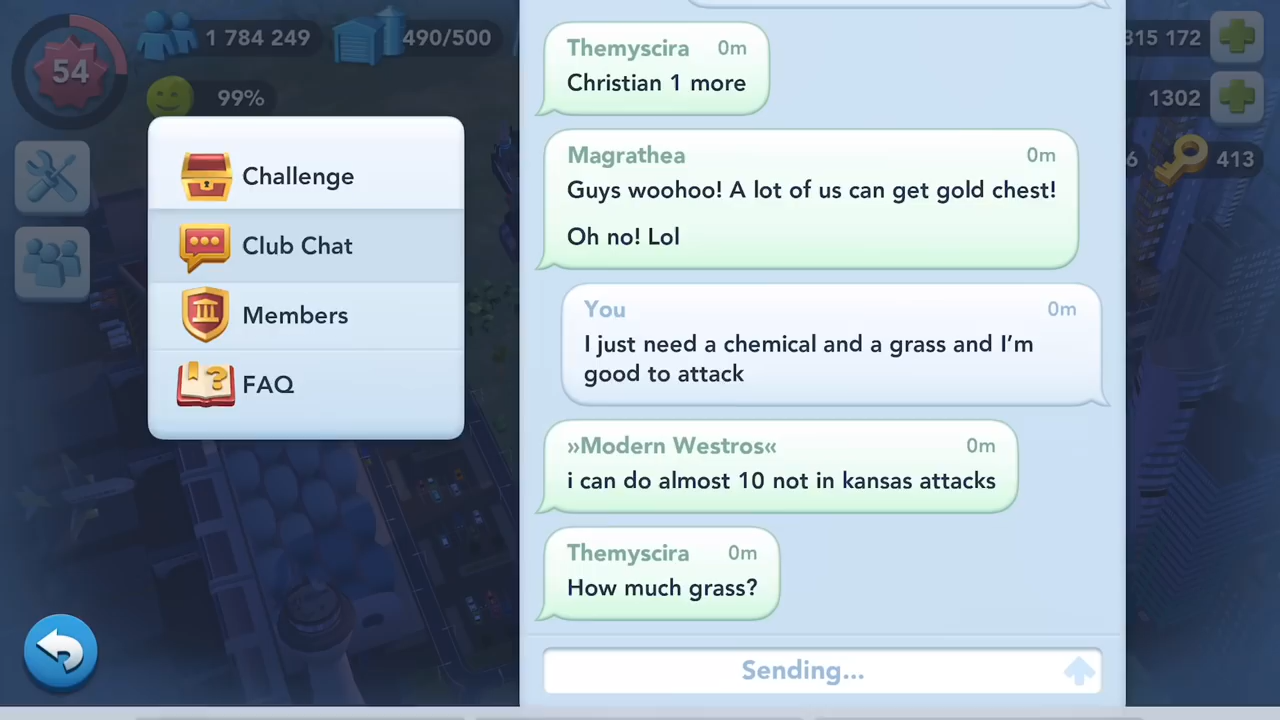 54
1 784 249
490/500
315 172
99%
1302
6
413
Challenge
Club Chat
Members
FAQ
Themyscira 0m
Christian 1 more
Magrathea 0m
Guys woohoo! A lot of us can get gold chest!
Oh no! Lol
You 0m
I just need a chemical and a grass and I'm
good to attack
»Modern Westros« 0m
i can do almost 10 not in kansas attacks
Themyscira 0m
How much grass?
Sending...